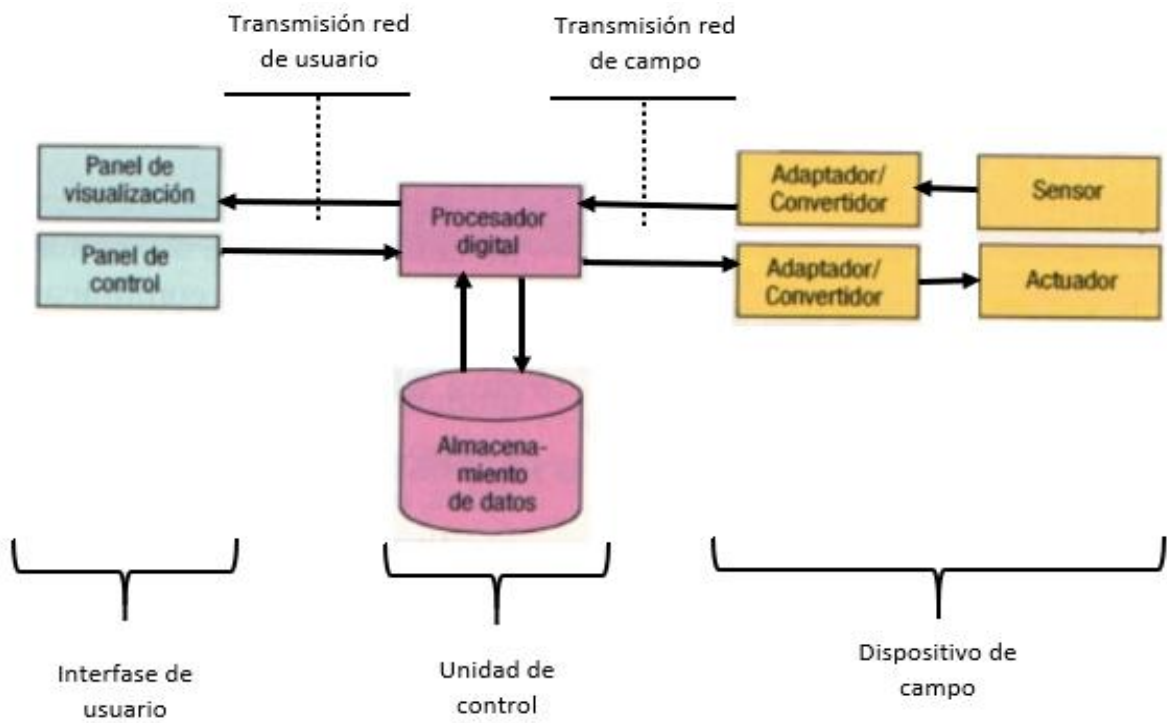 Transmisión red
de usuario
Transmisión red
de campo
Panel de
visualización
Panel de
control
Procesador
digital
Adaptador/
Convertidor
Sensor
Adaptador/
Convertidor
Actuador
Almacena-
miento
de datos
Interfase de
usuario
Unidad de
control
Dispositivo de
campo